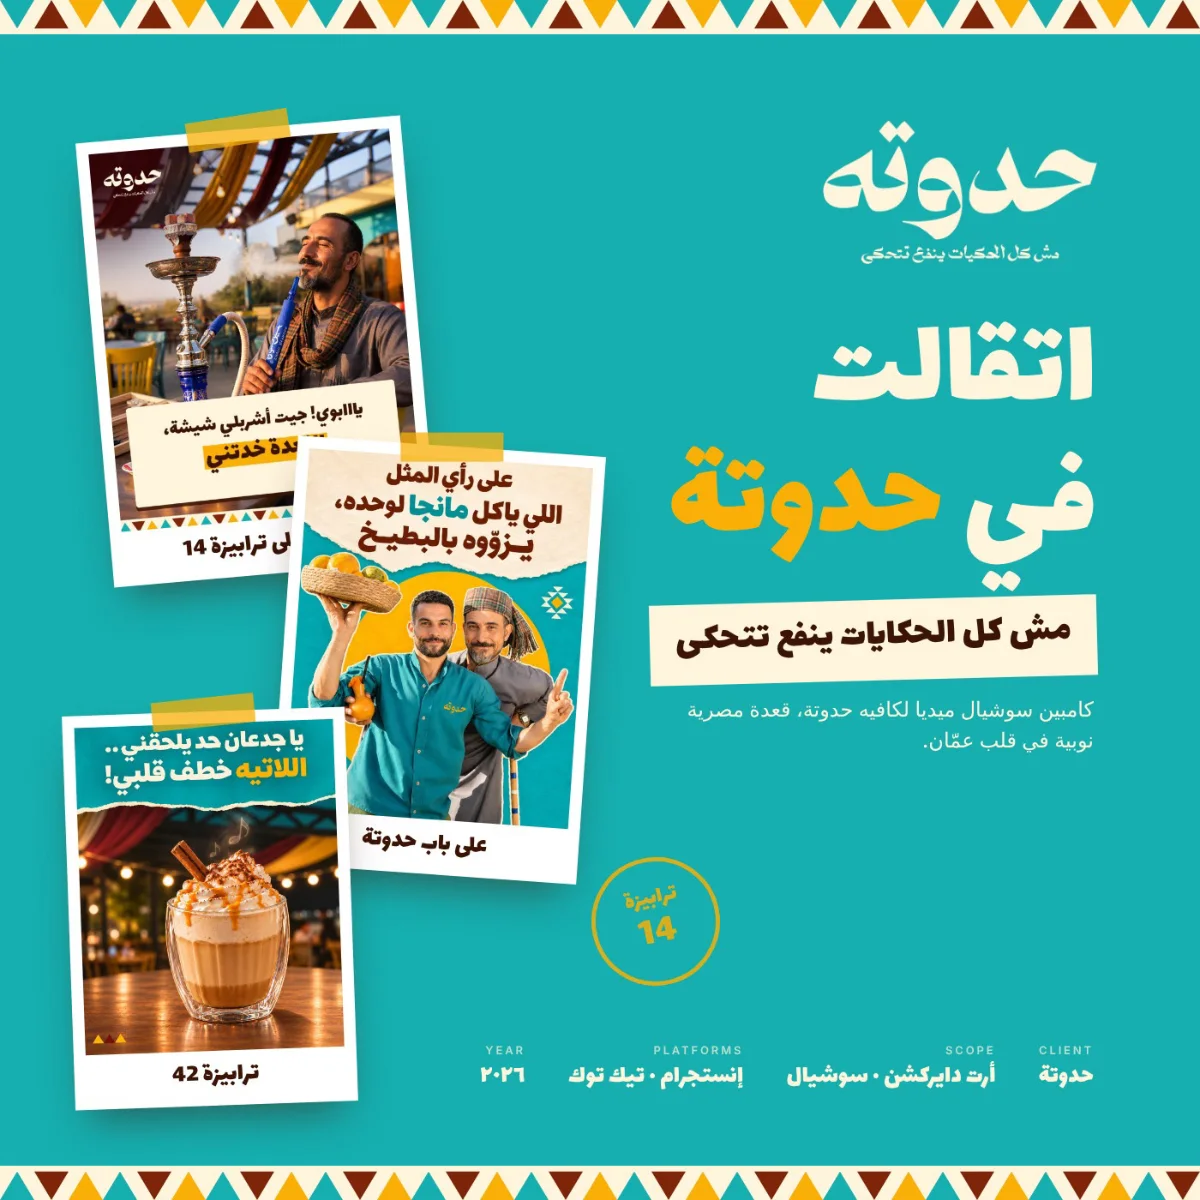 حدوته
مش كل الحكايات ينفع تتحكى
اتقالت
في حدوتة
مش كل الحكايات ينفع تتحكى
كامبين سوشيال ميديا لكافيه حدوتة، قعدة مصرية
نوبية في قلب عمّان.
حدوته
ياااابوي! جيت أشربلي شيشة،
خدتني
ترابيزة 14
على رأي المثل
اللي ياكل مانجا لوحده،
يـزوّوه بالبطيـخ
حدوته
على باب حدوتة
يا جدعان حد يلحقني ..
اللاتيه خطف قلبي!
ترابيزة 42
ترابيزة
14
CLIENT
حدوتة
SCOPE
أرت دايركشن · سوشيال
PLATFORMS
إنستجرام · تيك توك
YEAR
٢٠٢٦